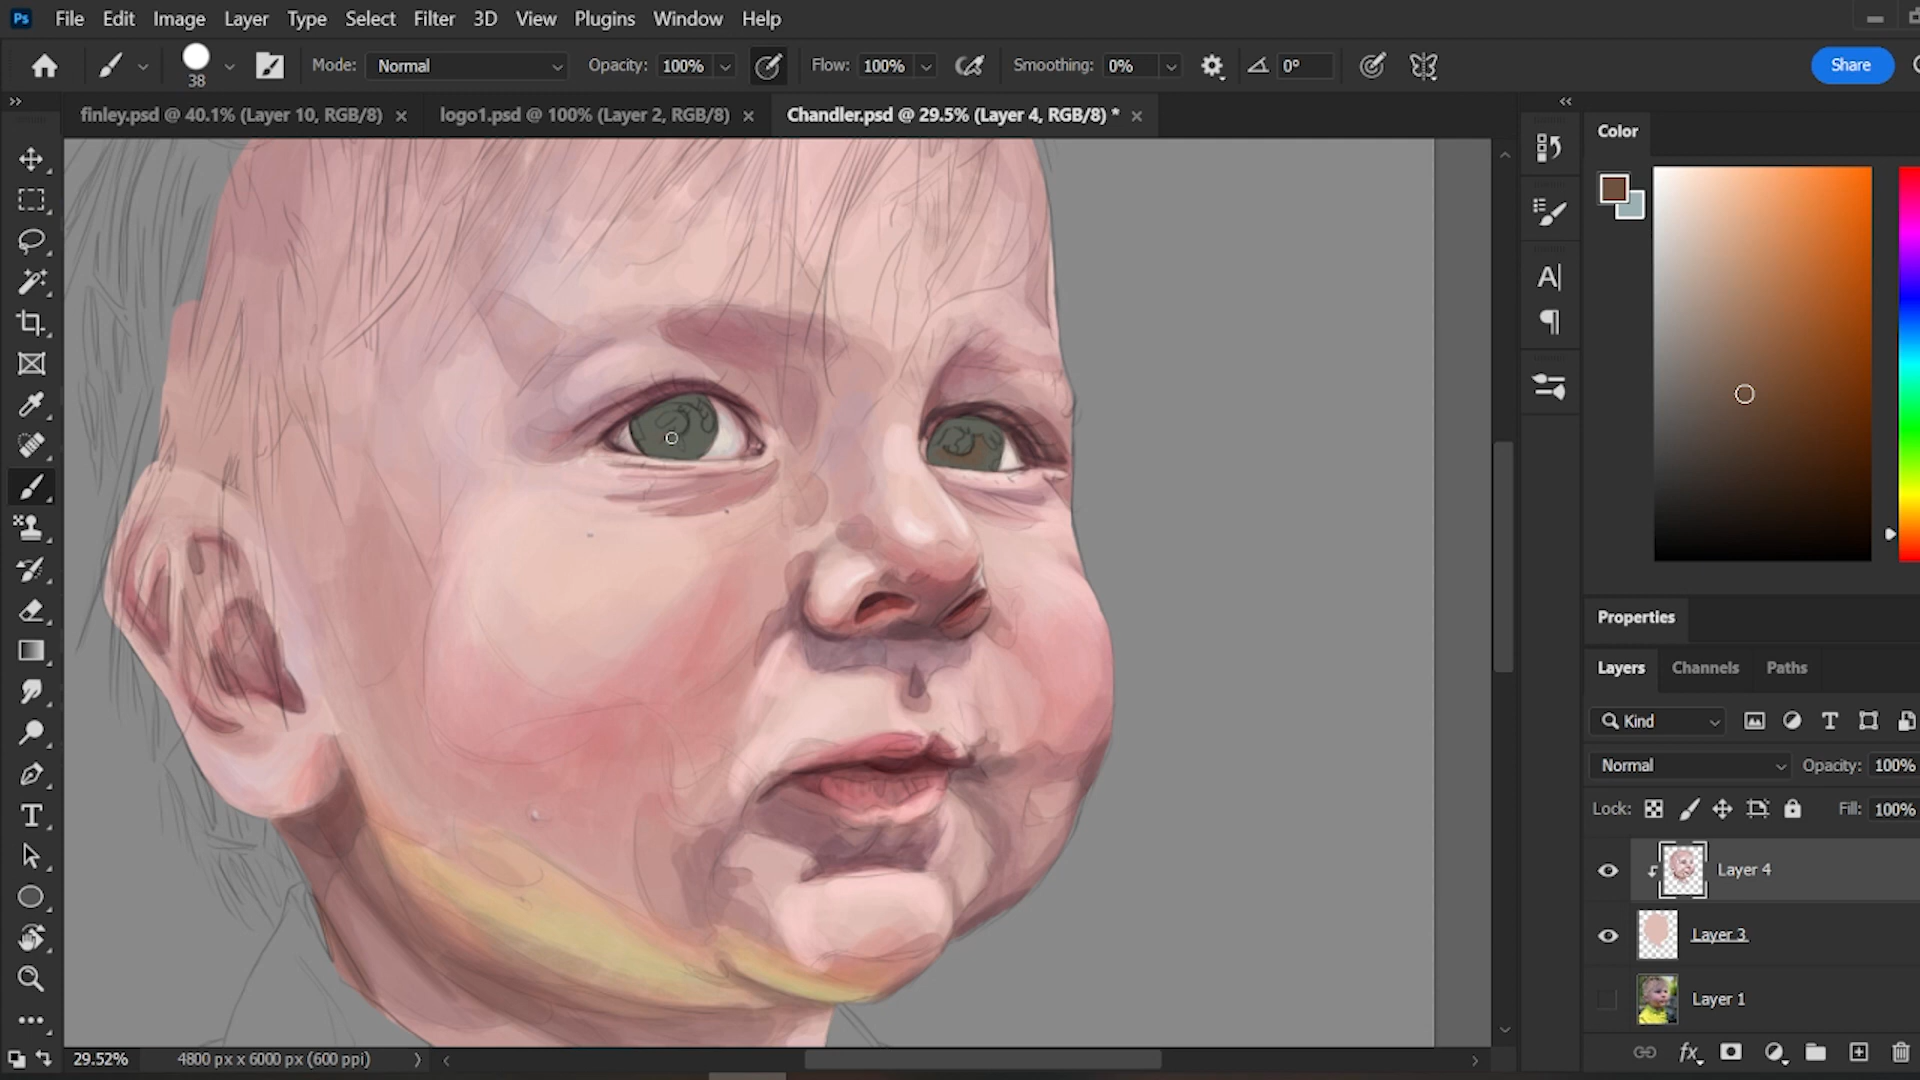 Ps File Edit Image Layer Type Select Filter 3D View Plugins Window Help
38 Mode: Normal Opacity: 100% Flow: 100% Smoothing: 0% 0° Share
finley.psd @ 40.1% (Layer 10, RGB/8) × logo1.psd @ 100% (Layer 2, RGB/8) × Chandler.psd @ 29.5% (Layer 4, RGB/8) * ×
Color
Properties
Layers Channels Paths
Kind
Normal Opacity: 100%
Lock: Fill: 100%
Layer 4
Layer 3
Layer 1
fx
29.52% 4800 px x 6000 px (600 ppi)